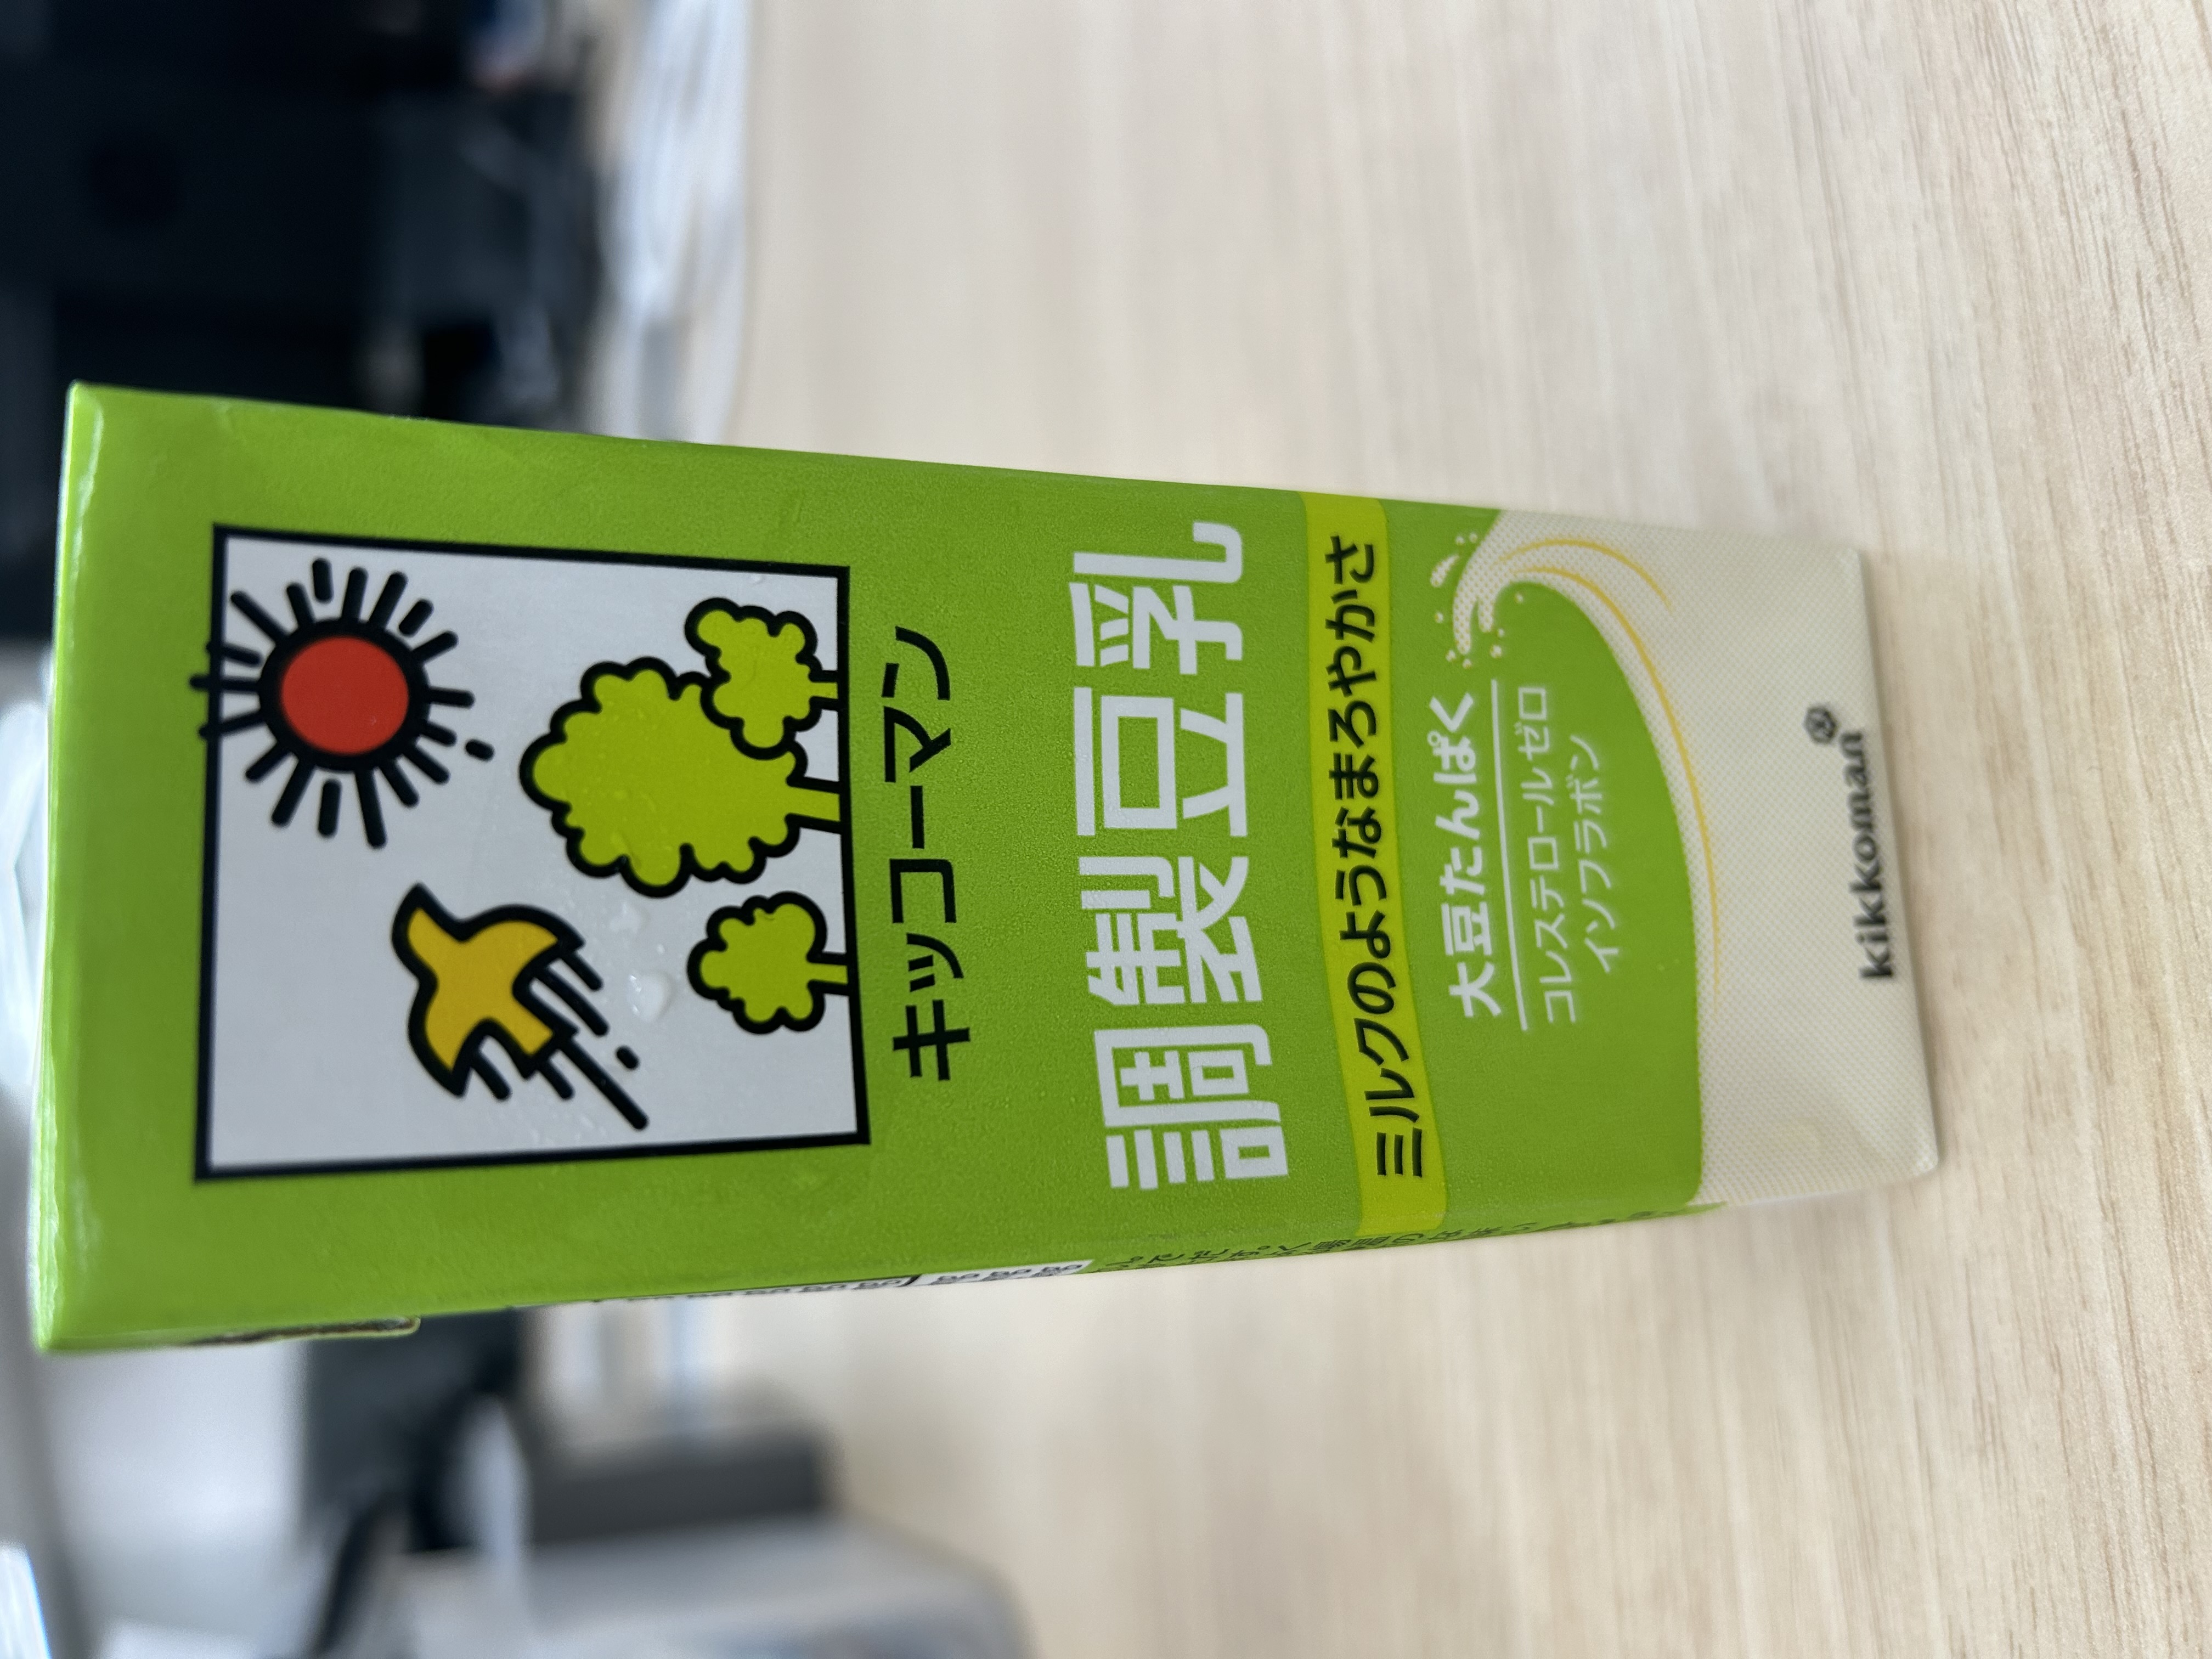 キッコーマン
調製豆乳
ミルクのようなまろやかさ
大豆たんぱく
コレステロールゼロ
イソフラボン
kikkoman®